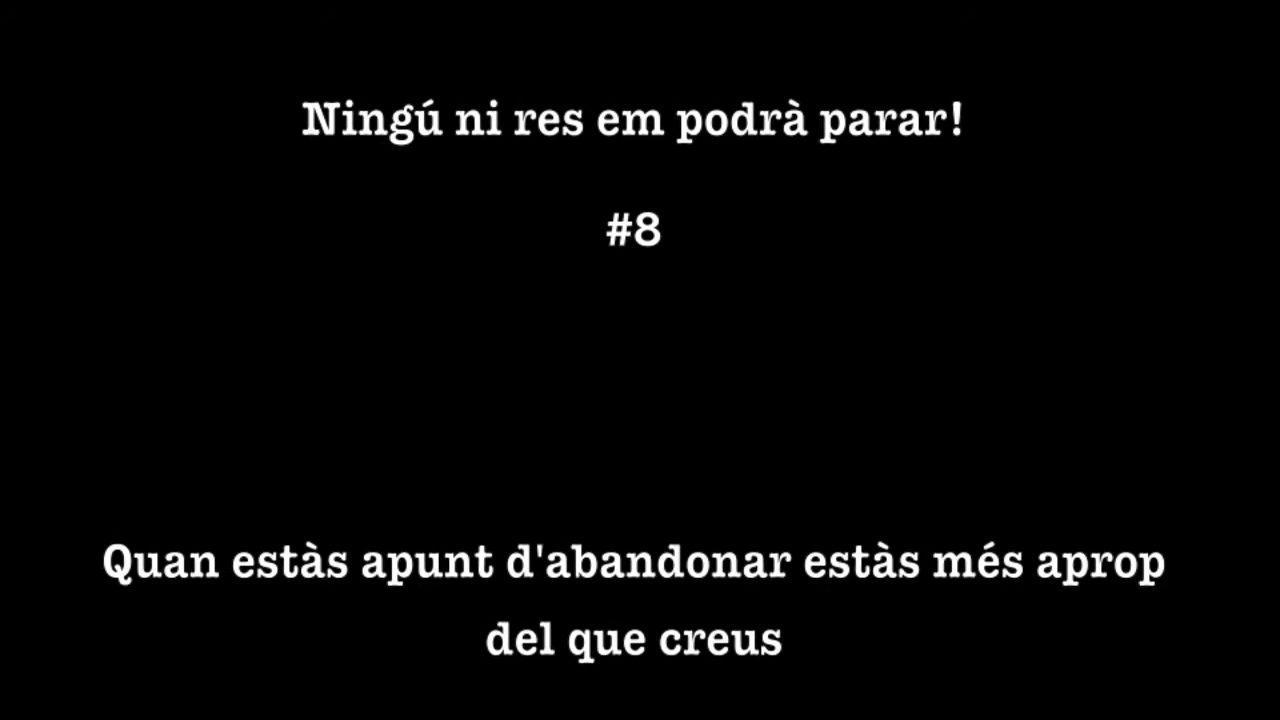 Ningú ni res em podrà parar!
#8
Quan estàs apunt d'abandonar estàs més aprop
del que creus